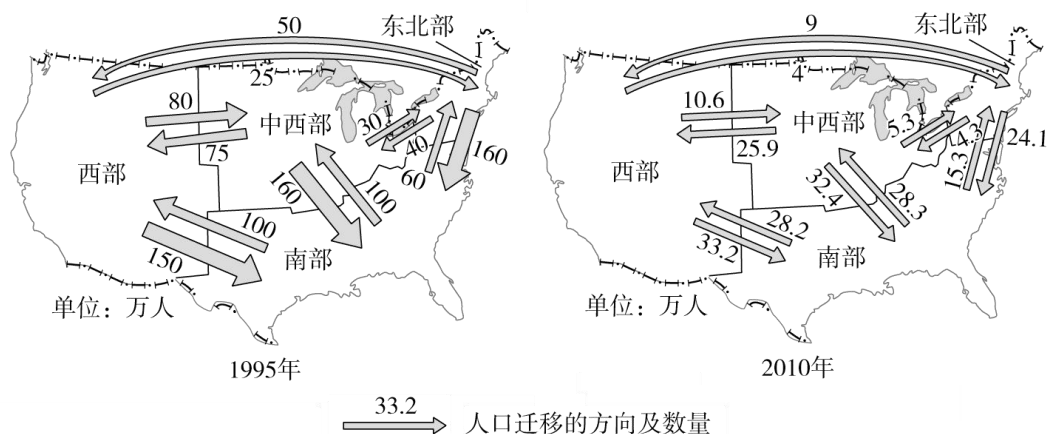 50
东北部
25
80
75
中西部
30
40
60
160
西部
160
100
100
150
南部
单位：万人
1995年
9
东北部
4
10.6
25.9
中西部
5.3
4.3
15.3
24.1
西部
32.4
28.3
28.2
33.2
南部
单位：万人
2010年
33.2
人口迁移的方向及数量